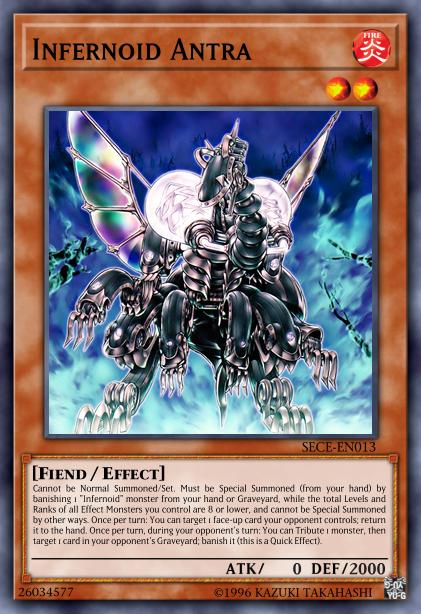 INFERNOID ANTRA
FIRE
炎
SECE-EN013
[FIEND / EFFECT]
Cannot be Normal Summoned/Set. Must be Special Summoned (from your hand) by
banishing 1 "Infernoid" monster from your hand or Graveyard, while the total Levels and
Ranks of all Effect Monsters you control are 8 or lower, and cannot be Special Summoned
by other ways. Once per turn: You can target 1 face-up card your opponent controls; return
it to the hand. Once per turn, during your opponent's turn: You can Tribute 1 monster, then
target 1 card in your opponent's Graveyard; banish it (this is a Quick Effect).
ATK/ 0 DEF/2000
26034577 ©1996 KAZUKI TAKAHASHI